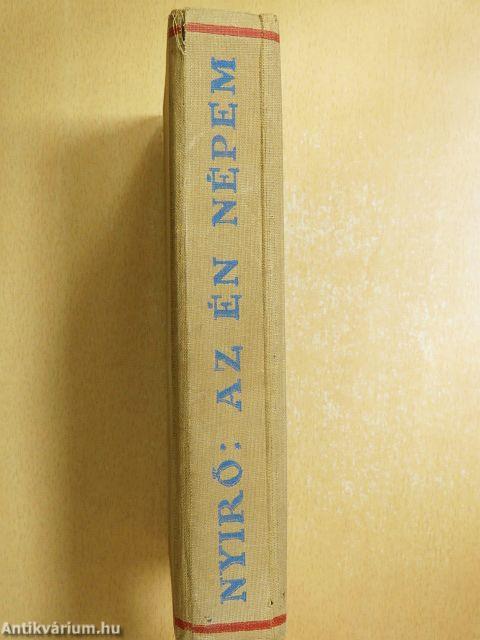 NYIRŐ: AZ ÉN NÉPEM
Antikvárium.hu